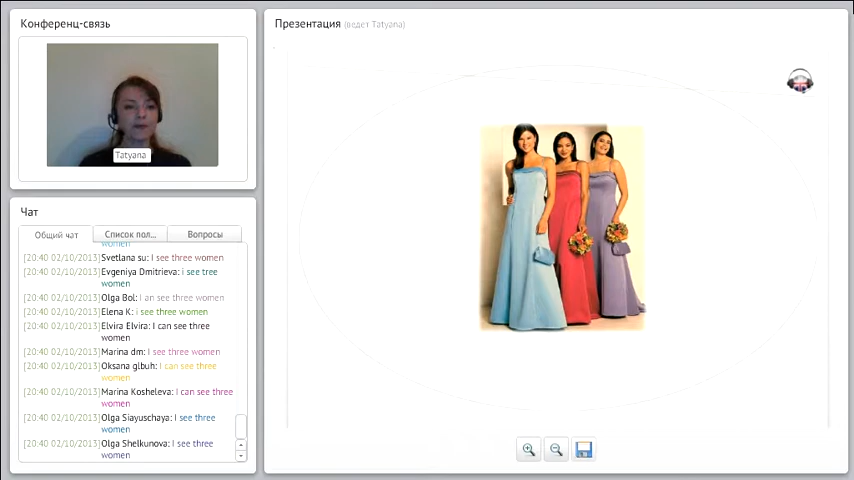 Конференц-связь
Tatyana
Чат
Общий чат
Список пол...
Вопросы
women
[20:40 02/10/2013]Svetlana su: I see three women
[20:40 02/10/2013]Evgeniya Dmitrieva: i see tree
women
[20:40 02/10/2013]Olga Bol: I an see three women
[20:40 02/10/2013]Elena K: i see three women
[20:40 02/10/2013]Elvira Elvira: I can see three
women
[20:40 02/10/2013]Marina dm: I see three women
[20:40 02/10/2013]Oksana glbuh: I can see three
women
[20:40 02/10/2013]Marina Kosheleva: I can see three
women
[20:40 02/10/2013]Olga Siayuschaya: I see three
women
[20:40 02/10/2013]Olga Shelkunova: I see three
women
Презентация (ведет Tatyana)